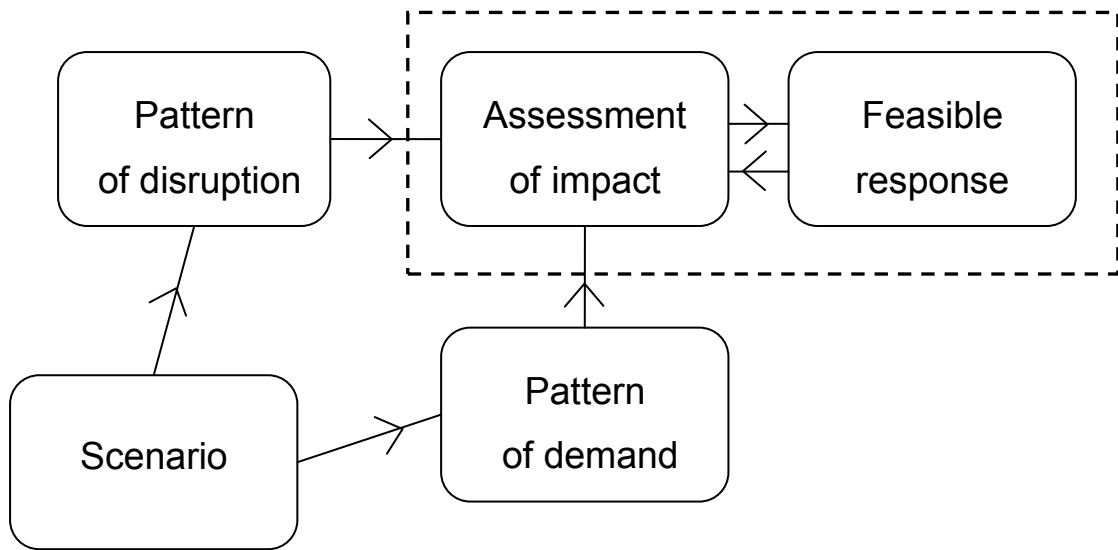 Pattern
of disruption
Assessment
of impact
Feasible
response
Scenario
Pattern
of demand